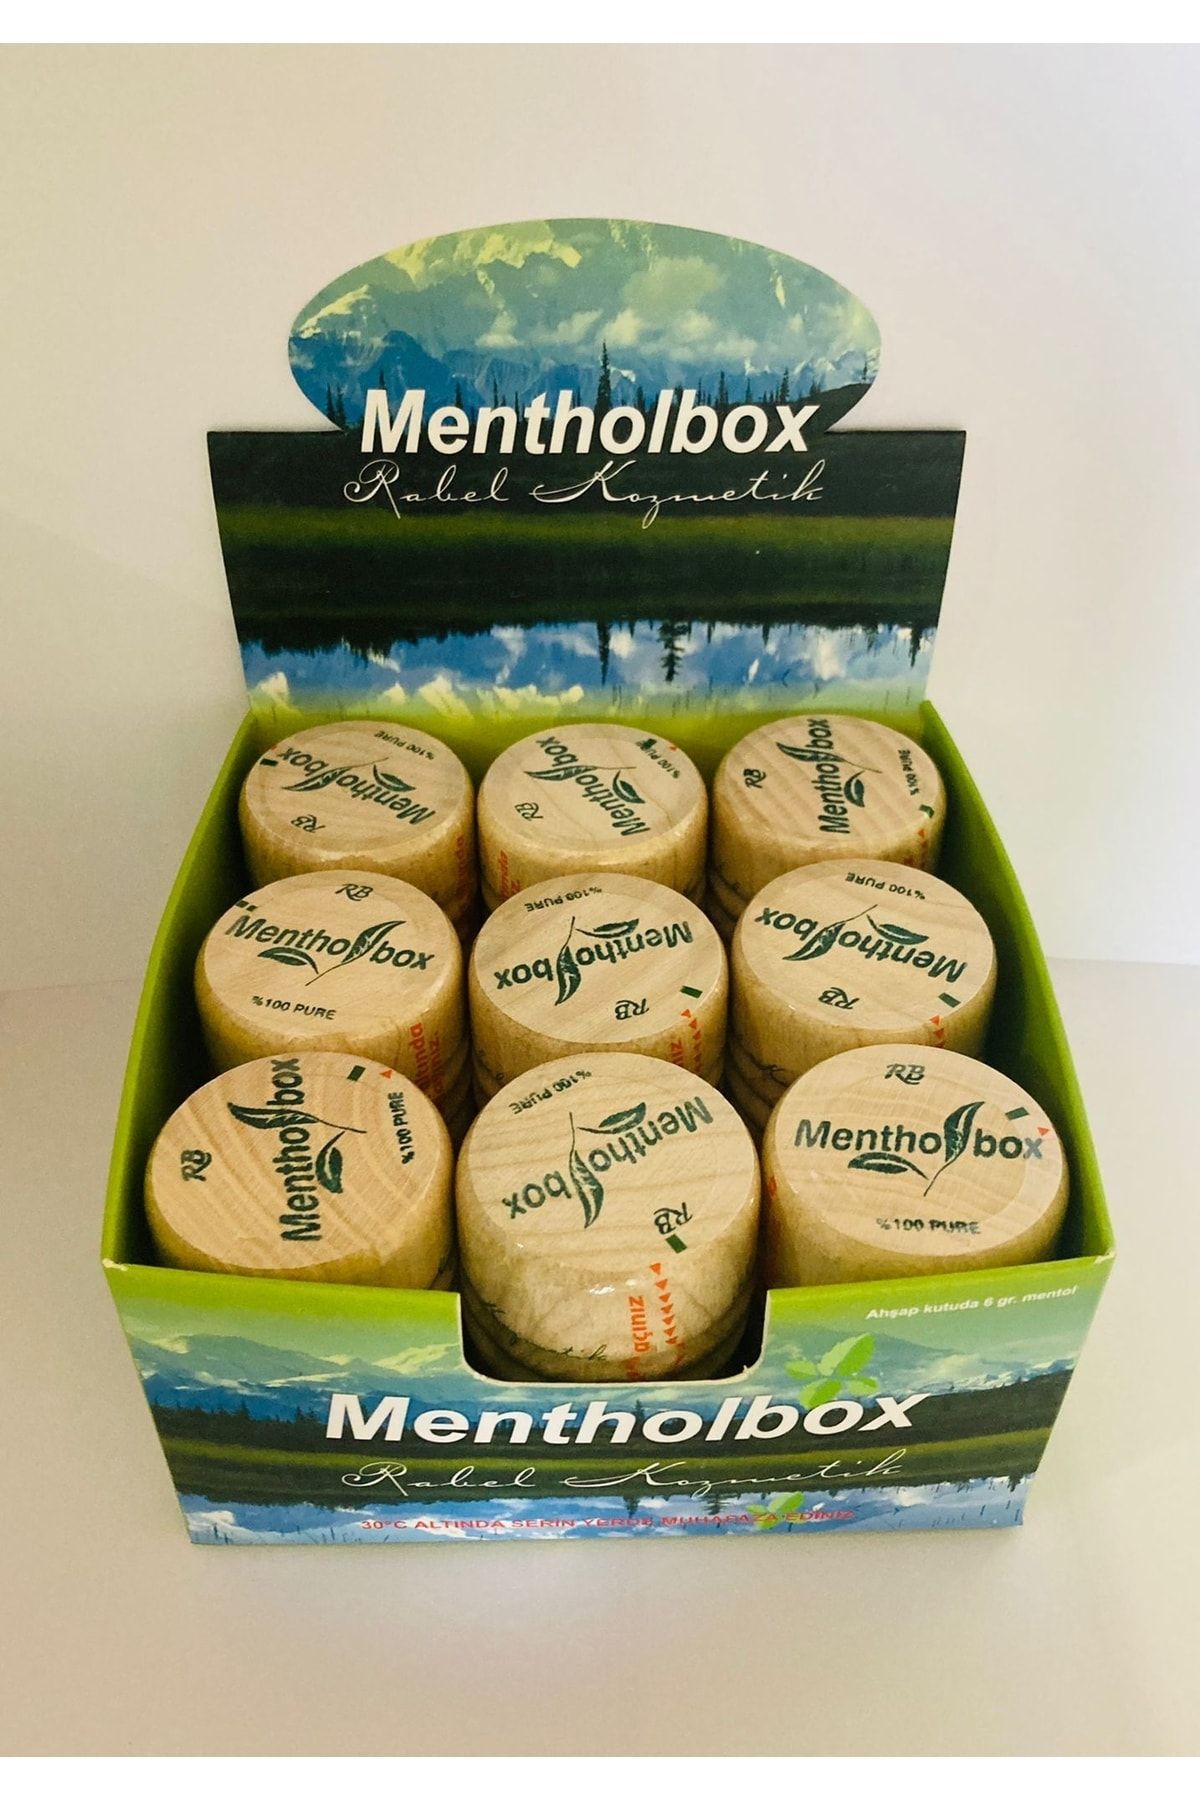 Mentholbox
Rabel Kozmetik
%100 PURE
Mentholbox
RB
%100 PURE
Mentholbox
RB
RB
Mentholbox
%100 PURE
RB
Mentholbox
%100 PURE
%100 PURE
Mentholbox
RB
%100 PURE
Mentholbox
RB
RB
Mentholbox
%100 PURE
%100 PURE
Mentholbox
RB
açınız
RB
Mentholbox
%100 PURE
Ahşap kutuda 6 gr. mentol
Mentholbox
Rabel Kozmetik
30°C ALTINDA SERİN YERDE MUHAFAZA EDİNİZ